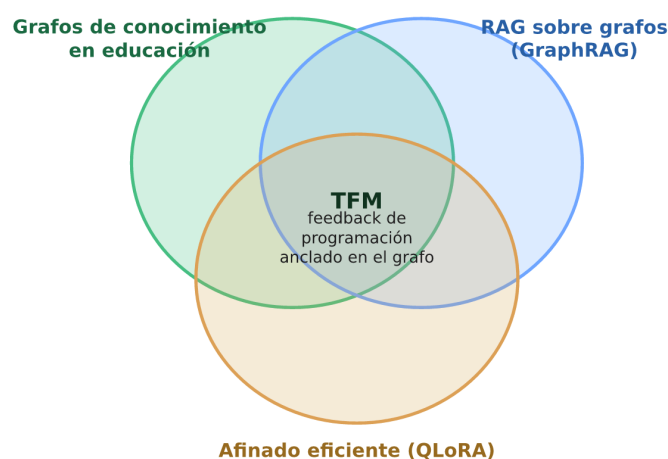 Grafos de conocimiento
en educación
RAG sobre grafos
(GraphRAG)
TFM
feedback de
programación
anclado en el grafo
Afinado eficiente (QLoRA)